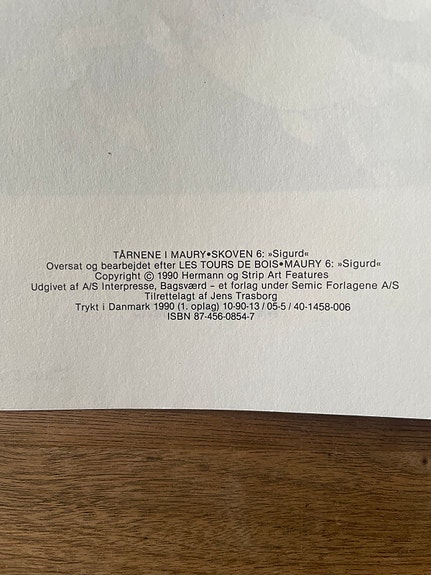 TÅRNENE I MAURY•SKOVEN 6: »Sigurd«
Oversat og bearbejdet efter LES TOURS DE BOIS•MAURY 6: »Sigurd«
Copyright © 1990 Hermann og Strip Art Features
Udgivet af A/S Interpresse, Bagsværd – et forlag under Semic Forlagene A/S
Tilrettelagt af Jens Trasborg
Trykt i Danmark 1990 (1. oplag) 10-90-13 / 05-5 / 40-1458-006
ISBN 87-456-0854-7